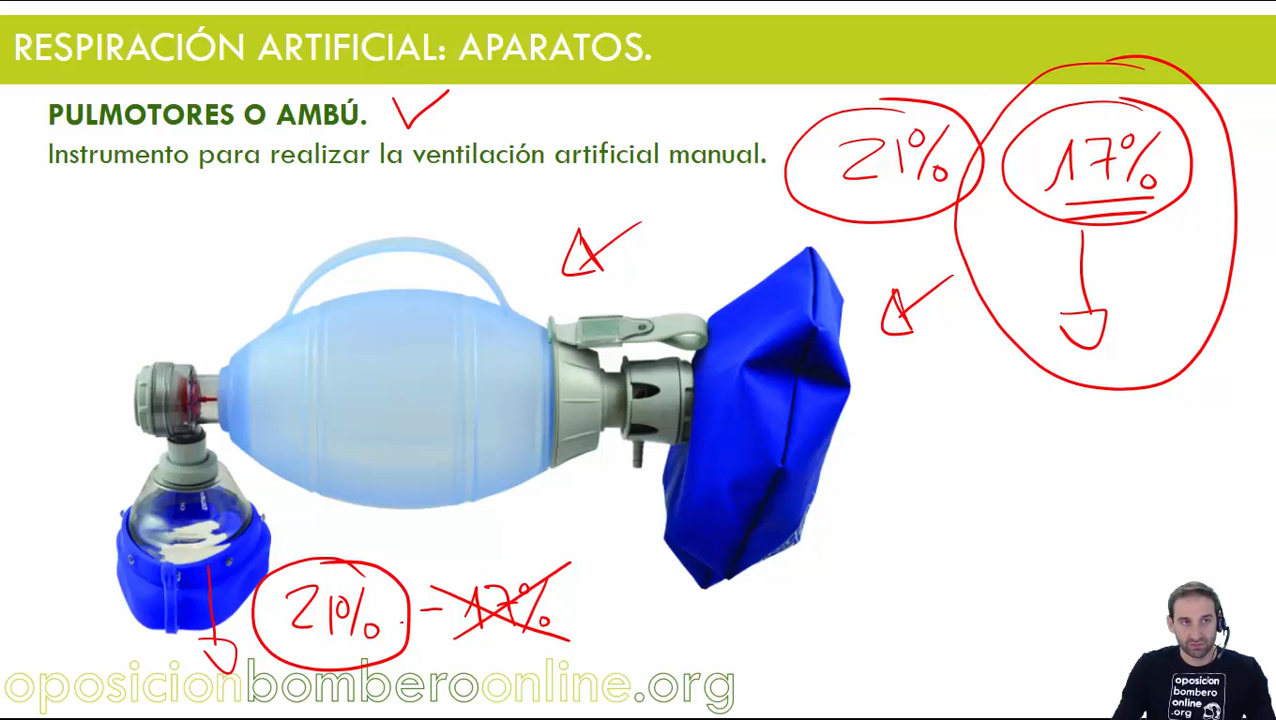 RESPIRACIÓN ARTIFICIAL: APARATOS.
PULMOTORES O AMBÚ.
Instrumento para realizar la ventilación artificial manual.
21%
17%
21% - 17%
oposicionbomberoonline.org
oposicion
bombero
online
.org